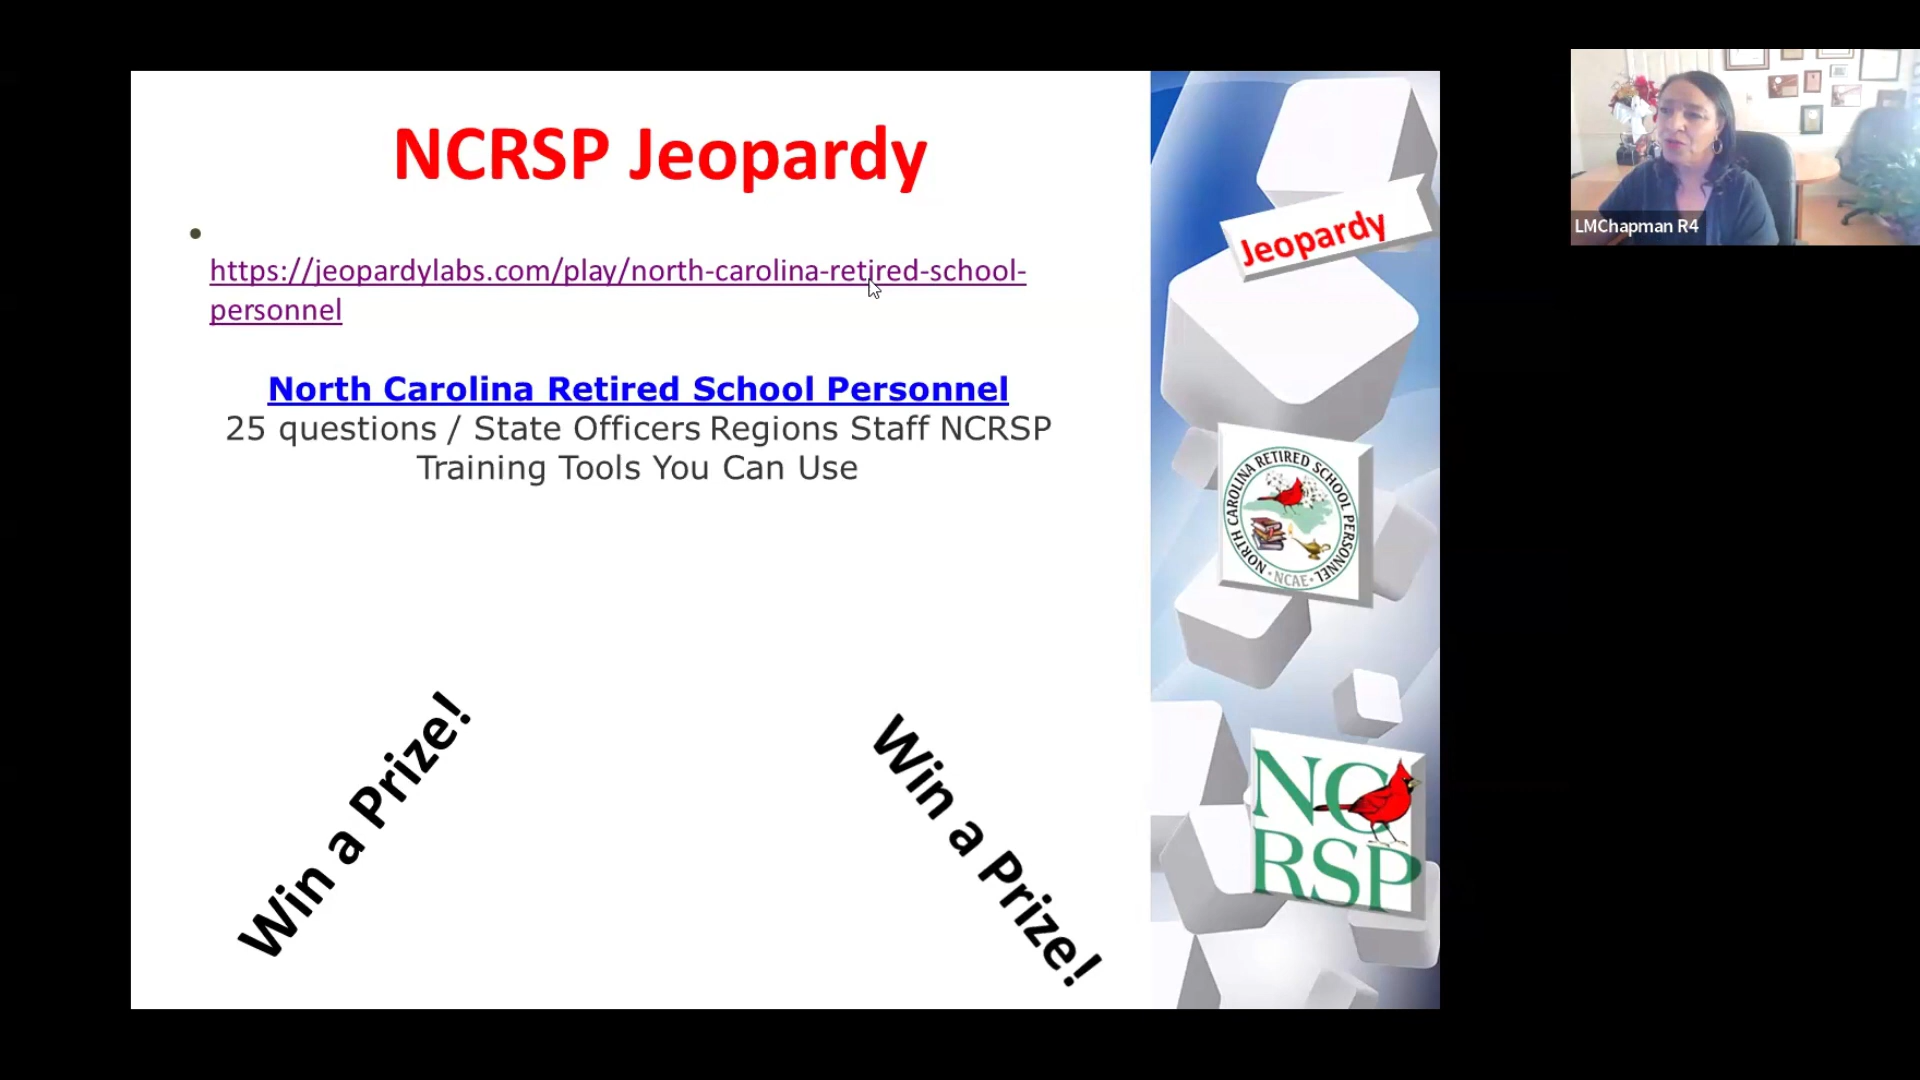 NCRSP Jeopardy
•
https://jeopardylabs.com/play/north-carolina-retired-school-
personnel
North Carolina Retired School Personnel
25 questions / State Officers Regions Staff NCRSP
Training Tools You Can Use
Win a Prize!
Win a Prize!
Jeopardy
NORTH CAROLINA RETIRED SCHOOL PERSONNEL
• NCAE •
NC
RSP
LMChapman R4